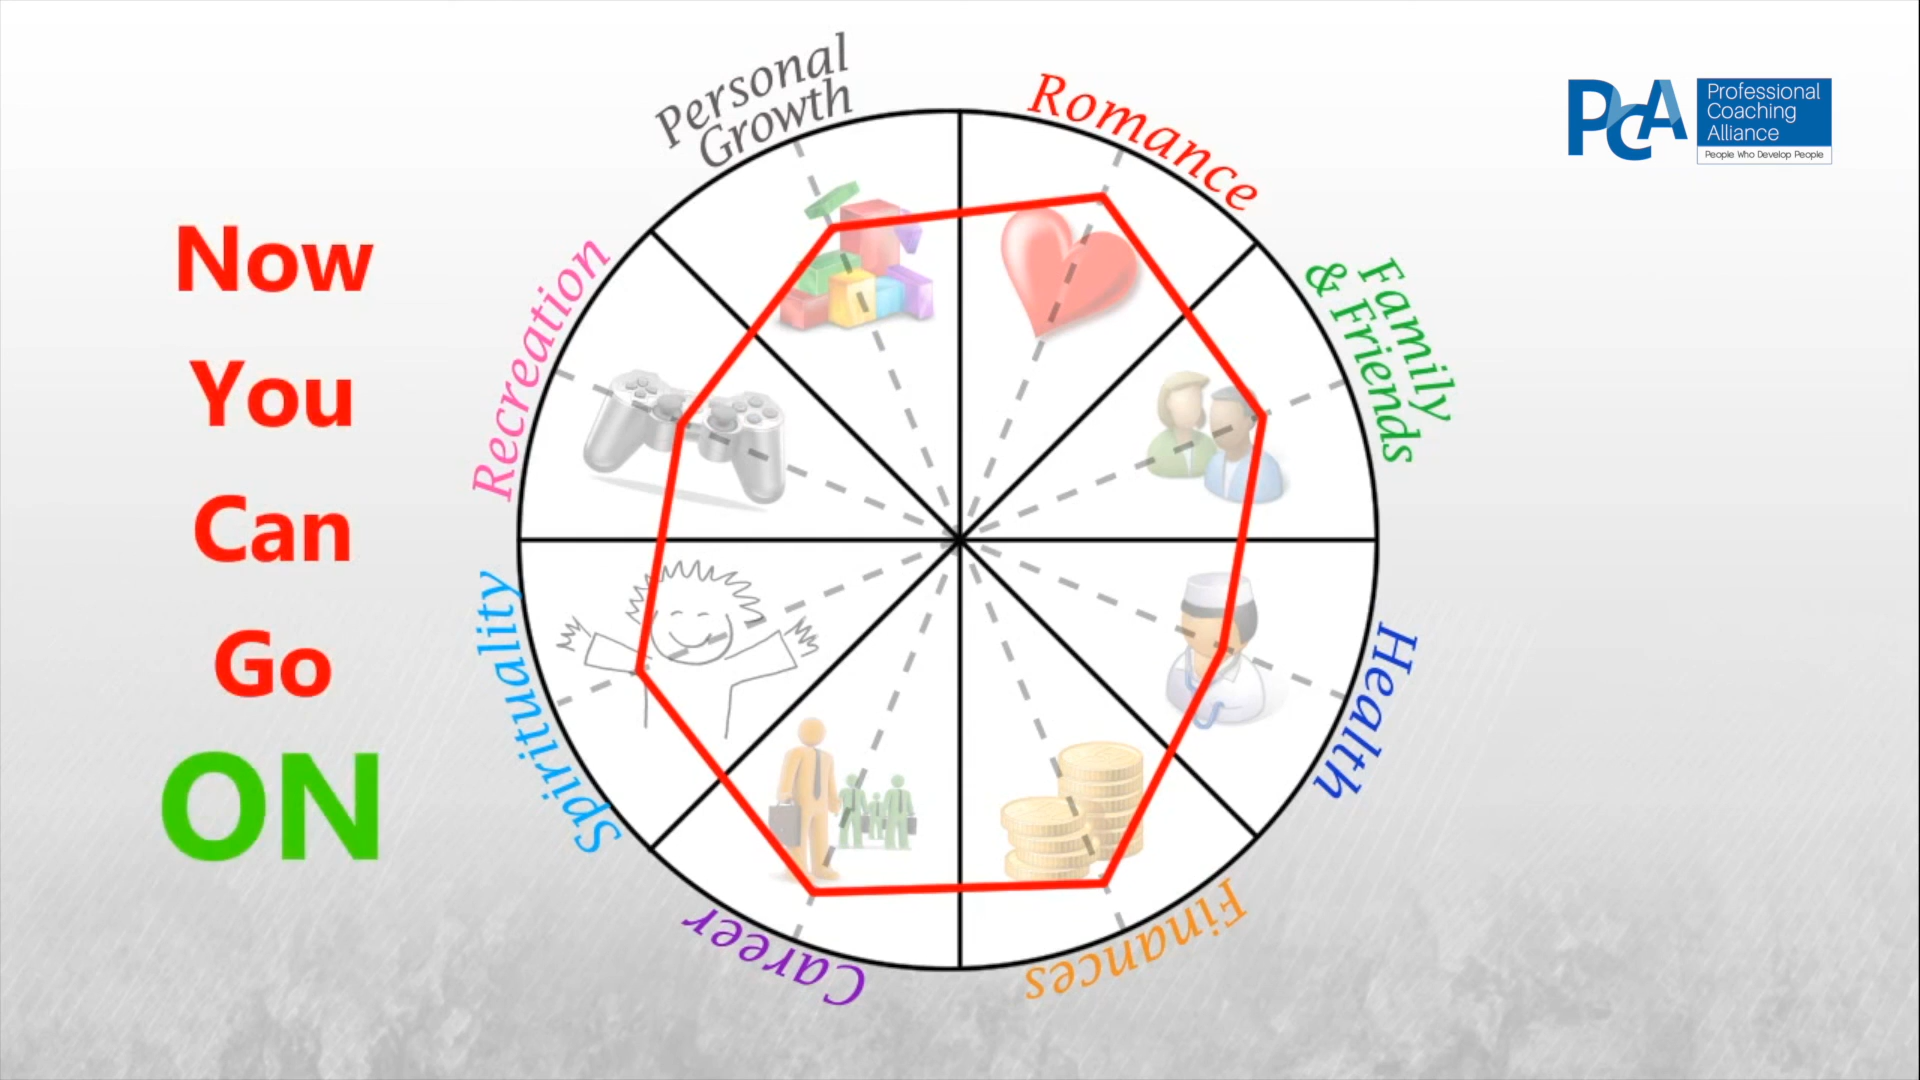 Now
You
Can
Go
ON
Personal
Growth
Romance
Family
& Friends
Health
Finances
Career
Spirituality
Recreation
PCA
Professional
Coaching
Alliance
People Who Develop People